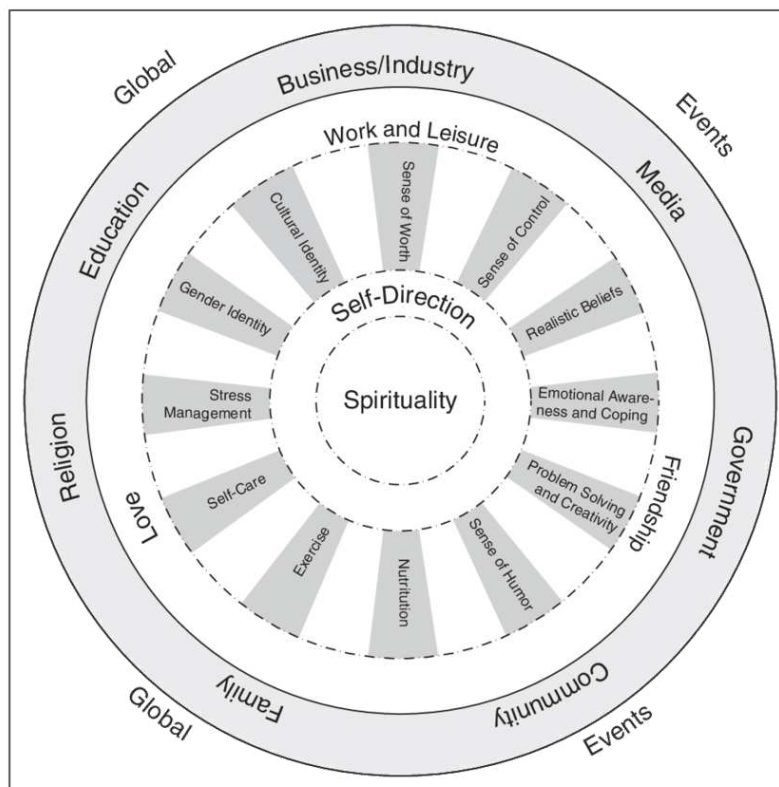 Global
Events
Business/Industry
Education
Media
Work and Leisure
Sense of Worth
Cultural Identity
Sense of Control
Gender Identity
Realistic Beliefs
Self-Direction
Stress
Management
Spirituality
Emotional Aware-
ness and Coping
Religion
Government
Love
Friendship
Self-Care
Problem Solving
and Creativity
Exercise
Nutritution
Sense of Humor
Family
Community
Global
Events